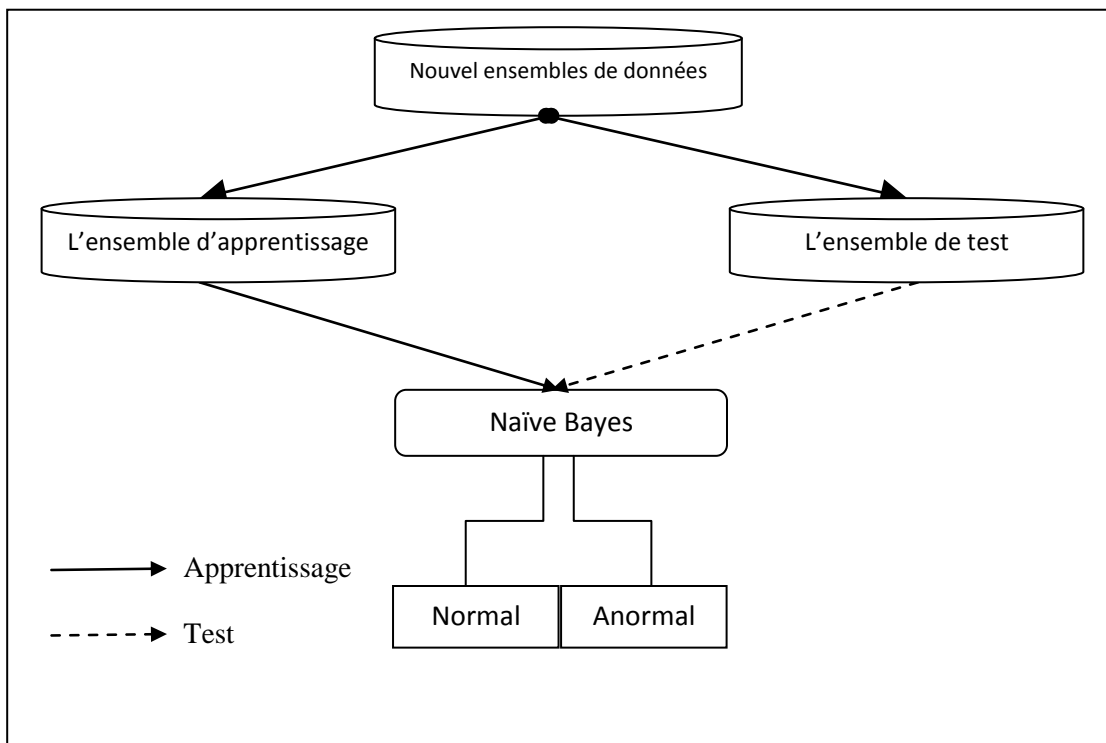 Nouvel ensembles de données
L’ensemble d’apprentissage
L’ensemble de test
Naïve Bayes
Apprentissage
Normal
Anormal
Test